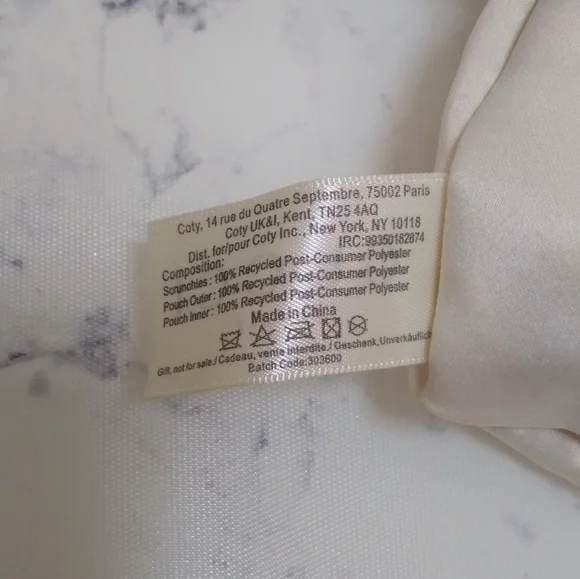 Coty, 14 rue du Quatre Septembre, 75002 Paris
Coty UK&I, Kent, TN25 4AQ
Dist. for/pour Coty Inc., New York, NY 10118
IRC:99350182874
Composition:
Scrunchies : 100% Recycled Post-Consumer Polyester
Pouch Outer : 100% Recycled Post-Consumer Polyester
Pouch Inner : 100% Recycled Post-Consumer Polyester
Made in China
Gift, not for sale./ Cadeau, vente interdite./ Geschenk, Unverkäuflich
Batch Code:303600